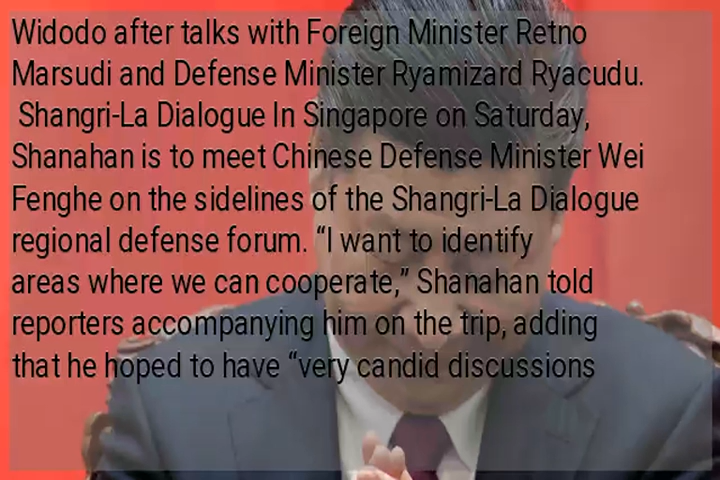 Widodo after talks with Foreign Minister Retno
Marsudi and Defense Minister Ryamizard Ryacudu.
Shangri-La Dialogue In Singapore on Saturday,
Shanahan is to meet Chinese Defense Minister Wei
Fenghe on the sidelines of the Shangri-La Dialogue
regional defense forum. “I want to identify
areas where we can cooperate,” Shanahan told
reporters accompanying him on the trip, adding
that he hoped to have “very candid discussions